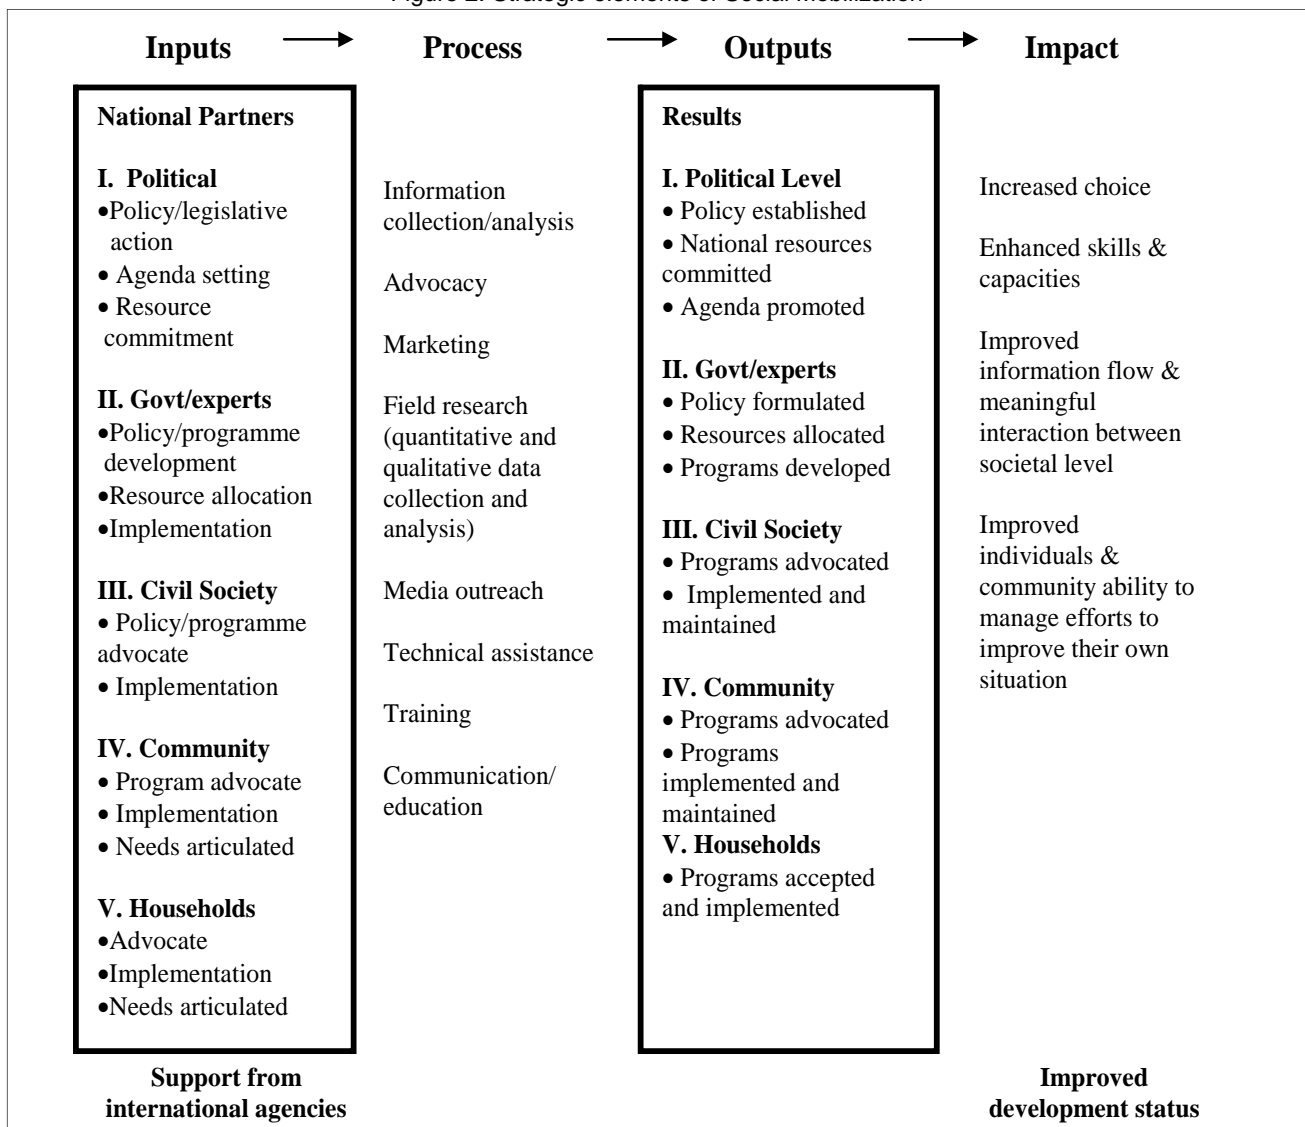 Figure 2: Strategic elements of Social Mobilization
Inputs
Process
Outputs
Impact
National Partners
I. Political
•Policy/legislative
action
• Agenda setting
• Resource
commitment
II. Govt/experts
•Policy/programme
development
•Resource allocation
•Implementation
III. Civil Society
• Policy/programme
advocate
• Implementation
IV. Community
• Program advocate
• Implementation
• Needs articulated
V. Households
•Advocate
•Implementation
•Needs articulated
Support from
international agencies
Information
collection/analysis
Advocacy
Marketing
Field research
(quantitative and
qualitative data
collection and
analysis)
Media outreach
Technical assistance
Training
Communication/
education
Results
I. Political Level
• Policy established
• National resources
committed
• Agenda promoted
II. Govt/experts
• Policy formulated
• Resources allocated
• Programs developed
III. Civil Society
• Programs advocated
• Implemented and
maintained
IV. Community
• Programs advocated
• Programs
implemented and
maintained
V. Households
• Programs accepted
and implemented
Increased choice
Enhanced skills &
capacities
Improved
information flow &
meaningful
interaction between
societal level
Improved
individuals &
community ability to
manage efforts to
improve their own
situation
Improved
development status